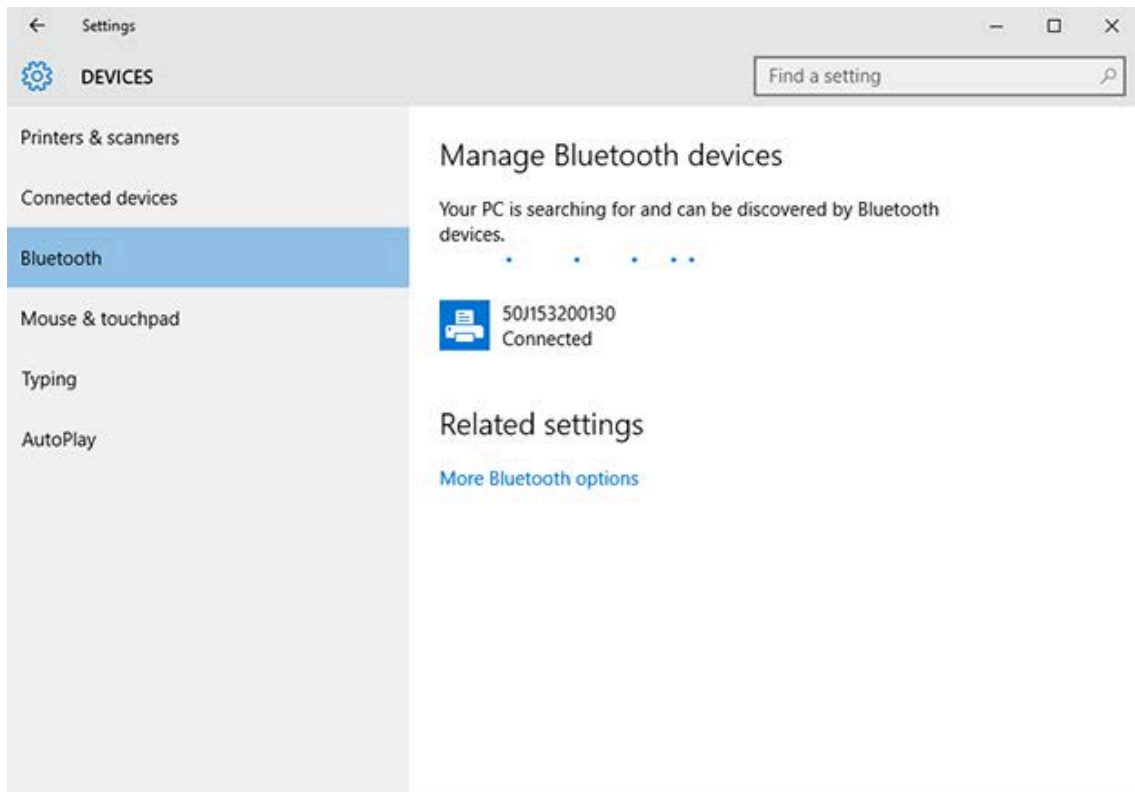 Settings
DEVICES
Find a setting
Printers & scanners
Connected devices
Bluetooth
Mouse & touchpad
Typing
AutoPlay
Manage Bluetooth devices
Your PC is searching for and can be discovered by Bluetooth
devices.
50J153200130
Connected
Related settings
More Bluetooth options